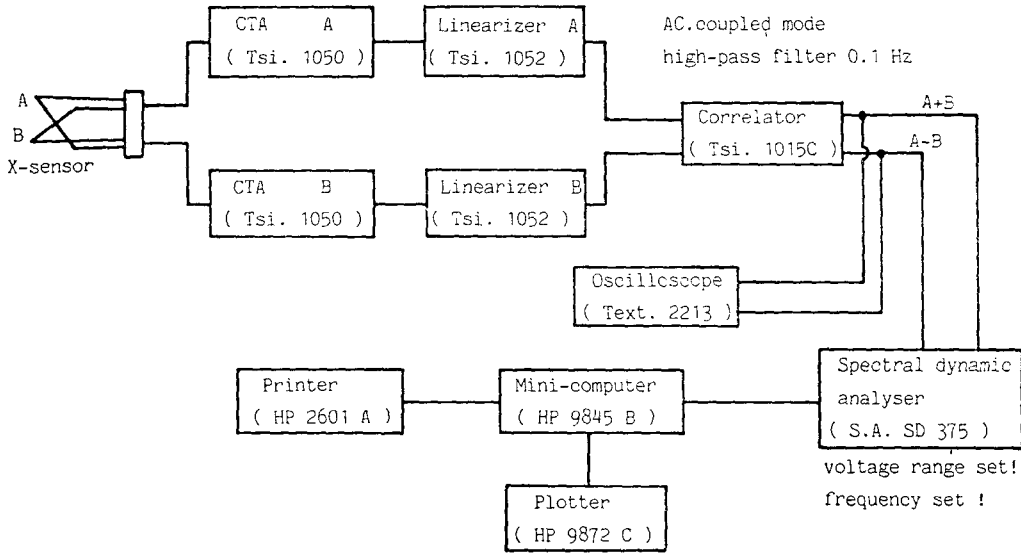 CTA A
( Tsi. 1050 )
Linearizer A
( Tsi. 1052 )
AC.coupled mode
high-pass filter 0.1 Hz
A
B
X-sensor
Correlator
( Tsi. 1015C )
A+B
A-B
CTA B
( Tsi. 1050 )
Linearizer B
( Tsi. 1052 )
Oscilloscope
( Text. 2213 )
Spectral dynamic
analyser
( S.A. SD 375 )
voltage range set!
frequency set !
Printer
( HP 2601 A )
Mini-computer
( HP 9845 B )
Plotter
( HP 9872 C )